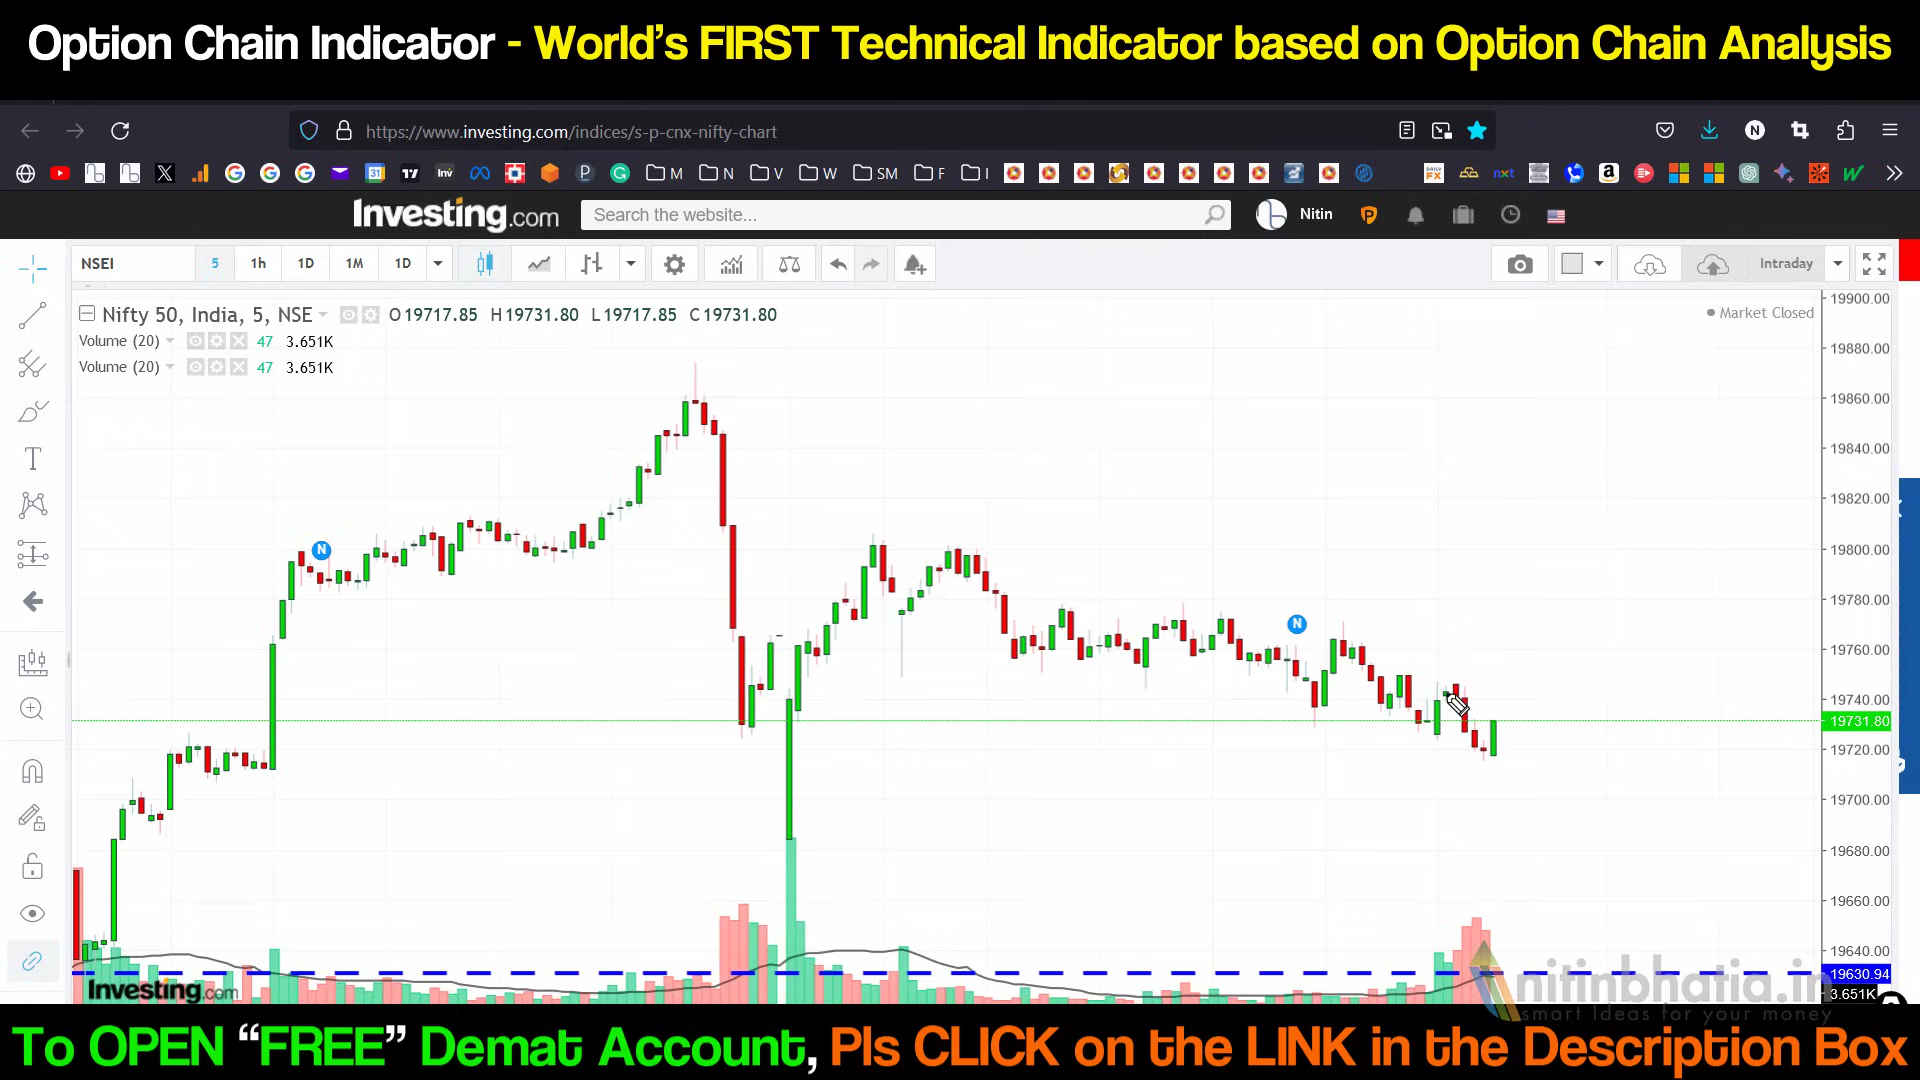 Option Chain Indicator - World's FIRST Technical Indicator based on Option Chain Analysis
https://www.investing.com/indices/s-p-cnx-nifty-chart
M N V W SM F I
Investing.com
Search the website...
Nitin
NSEI 5 1h 1D 1M 1D
Intraday
Nifty 50, India, 5, NSE O 19717.85 H 19731.80 L 19717.85 C 19731.80
Market Closed
Volume (20) 47 3.651K
Volume (20) 47 3.651K
19900.00
19880.00
19860.00
19840.00
19820.00
19800.00
19780.00
19760.00
19740.00
19731.80
19720.00
19700.00
19680.00
19660.00
19640.00
19630.94
3.651K
N
N
Investing.com
nitinbhatia.in
smart Ideas for your money
To OPEN “FREE” Demat Account, Pls CLICK on the LINK in the Description Box